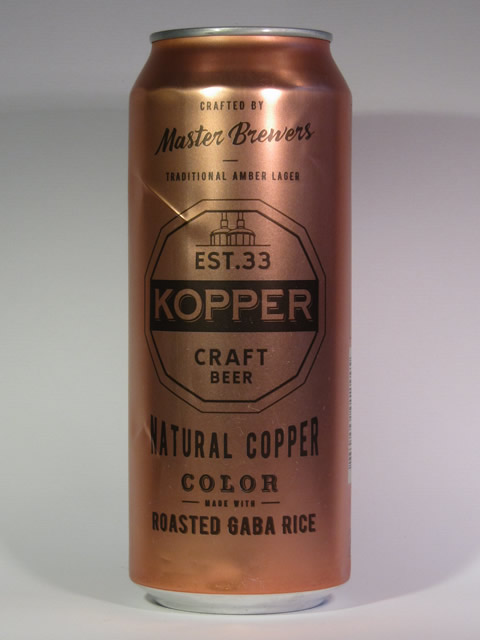 CRAFTED BY
Master Brewers
TRADITIONAL AMBER LAGER
EST.33
KOPPER
CRAFT
BEER
NATURAL COPPER
COLOR
MADE WITH
ROASTED GABA RICE